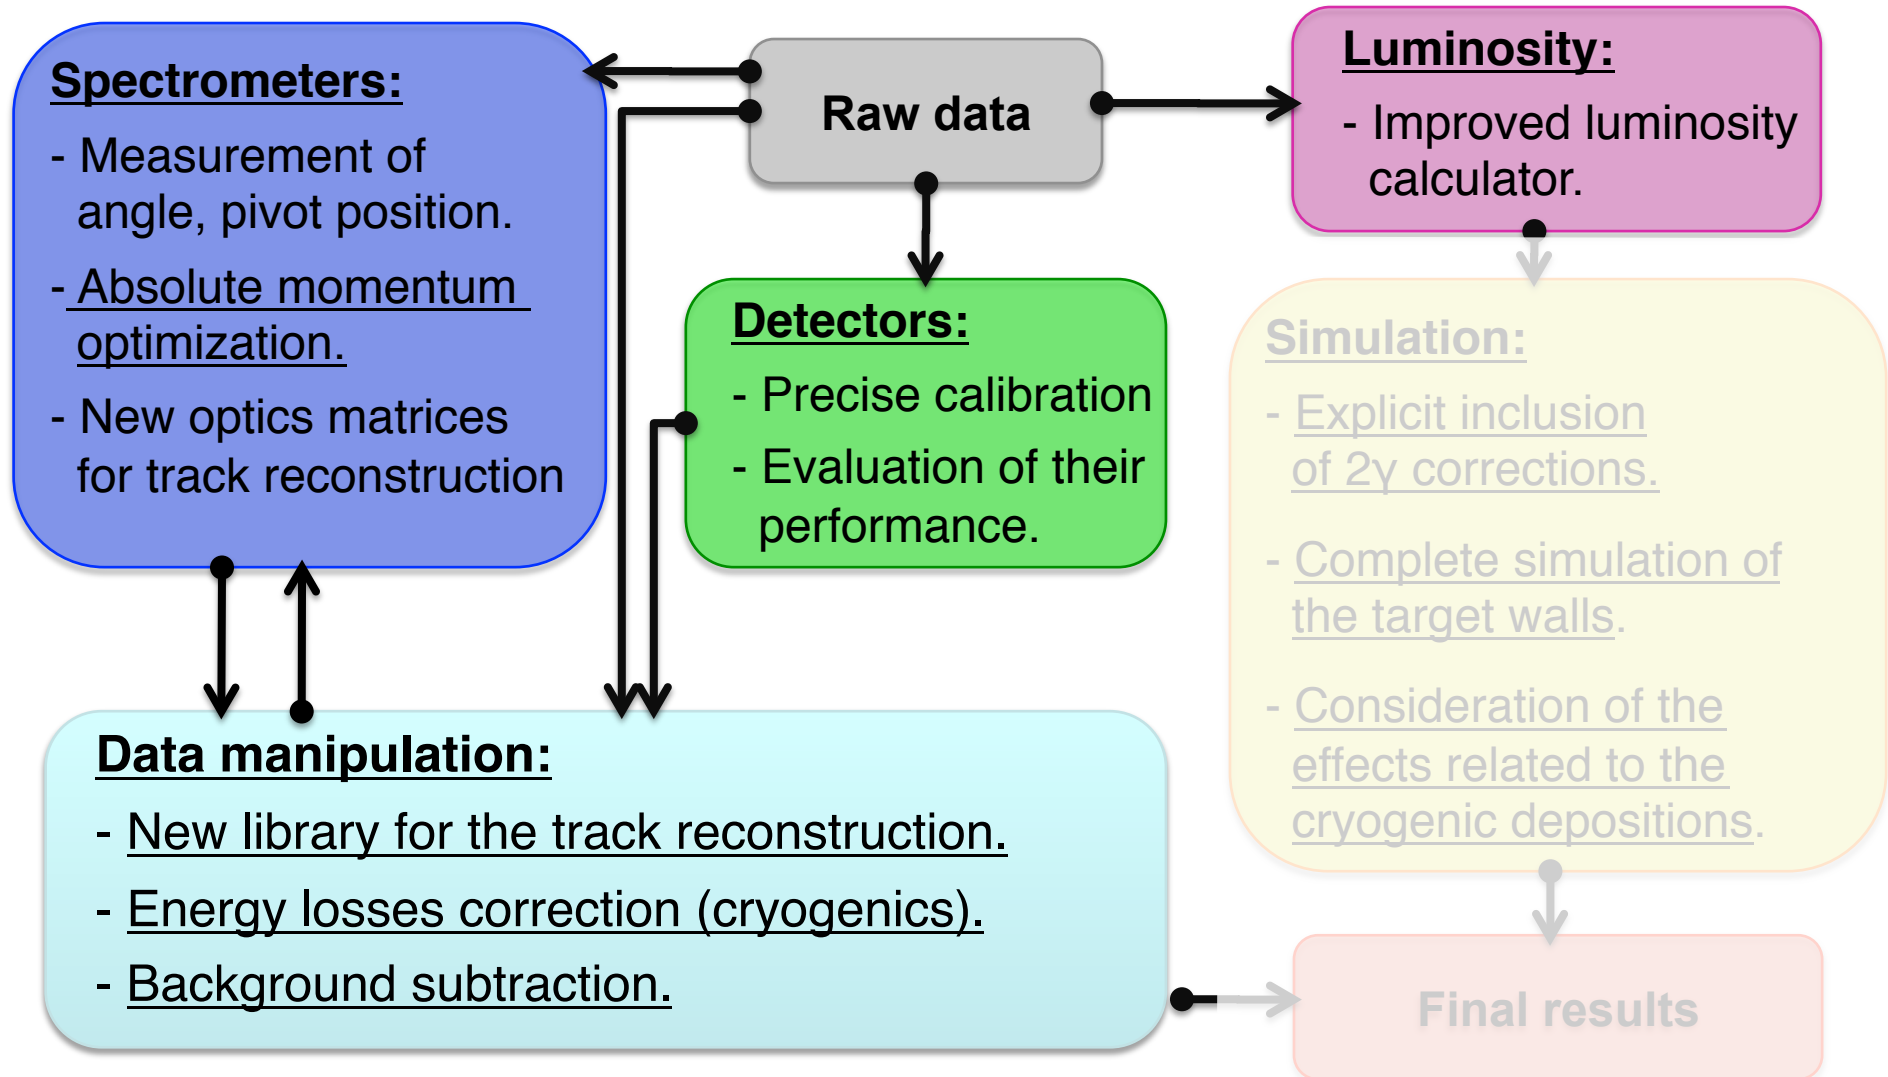 Spectrometers:
- Measurement of
angle, pivot position.
- Absolute momentum
optimization.
- New optics matrices
for track reconstruction
Raw data
Luminosity:
- Improved luminosity
calculator.
Detectors:
- Precise calibration
- Evaluation of their
performance.
Simulation:
- Explicit inclusion
of 2γ corrections.
- Complete simulation of
the target walls.
- Consideration of the
effects related to the
cryogenic depositions.
Data manipulation:
- New library for the track reconstruction.
- Energy losses correction (cryogenics).
- Background subtraction.
Final results